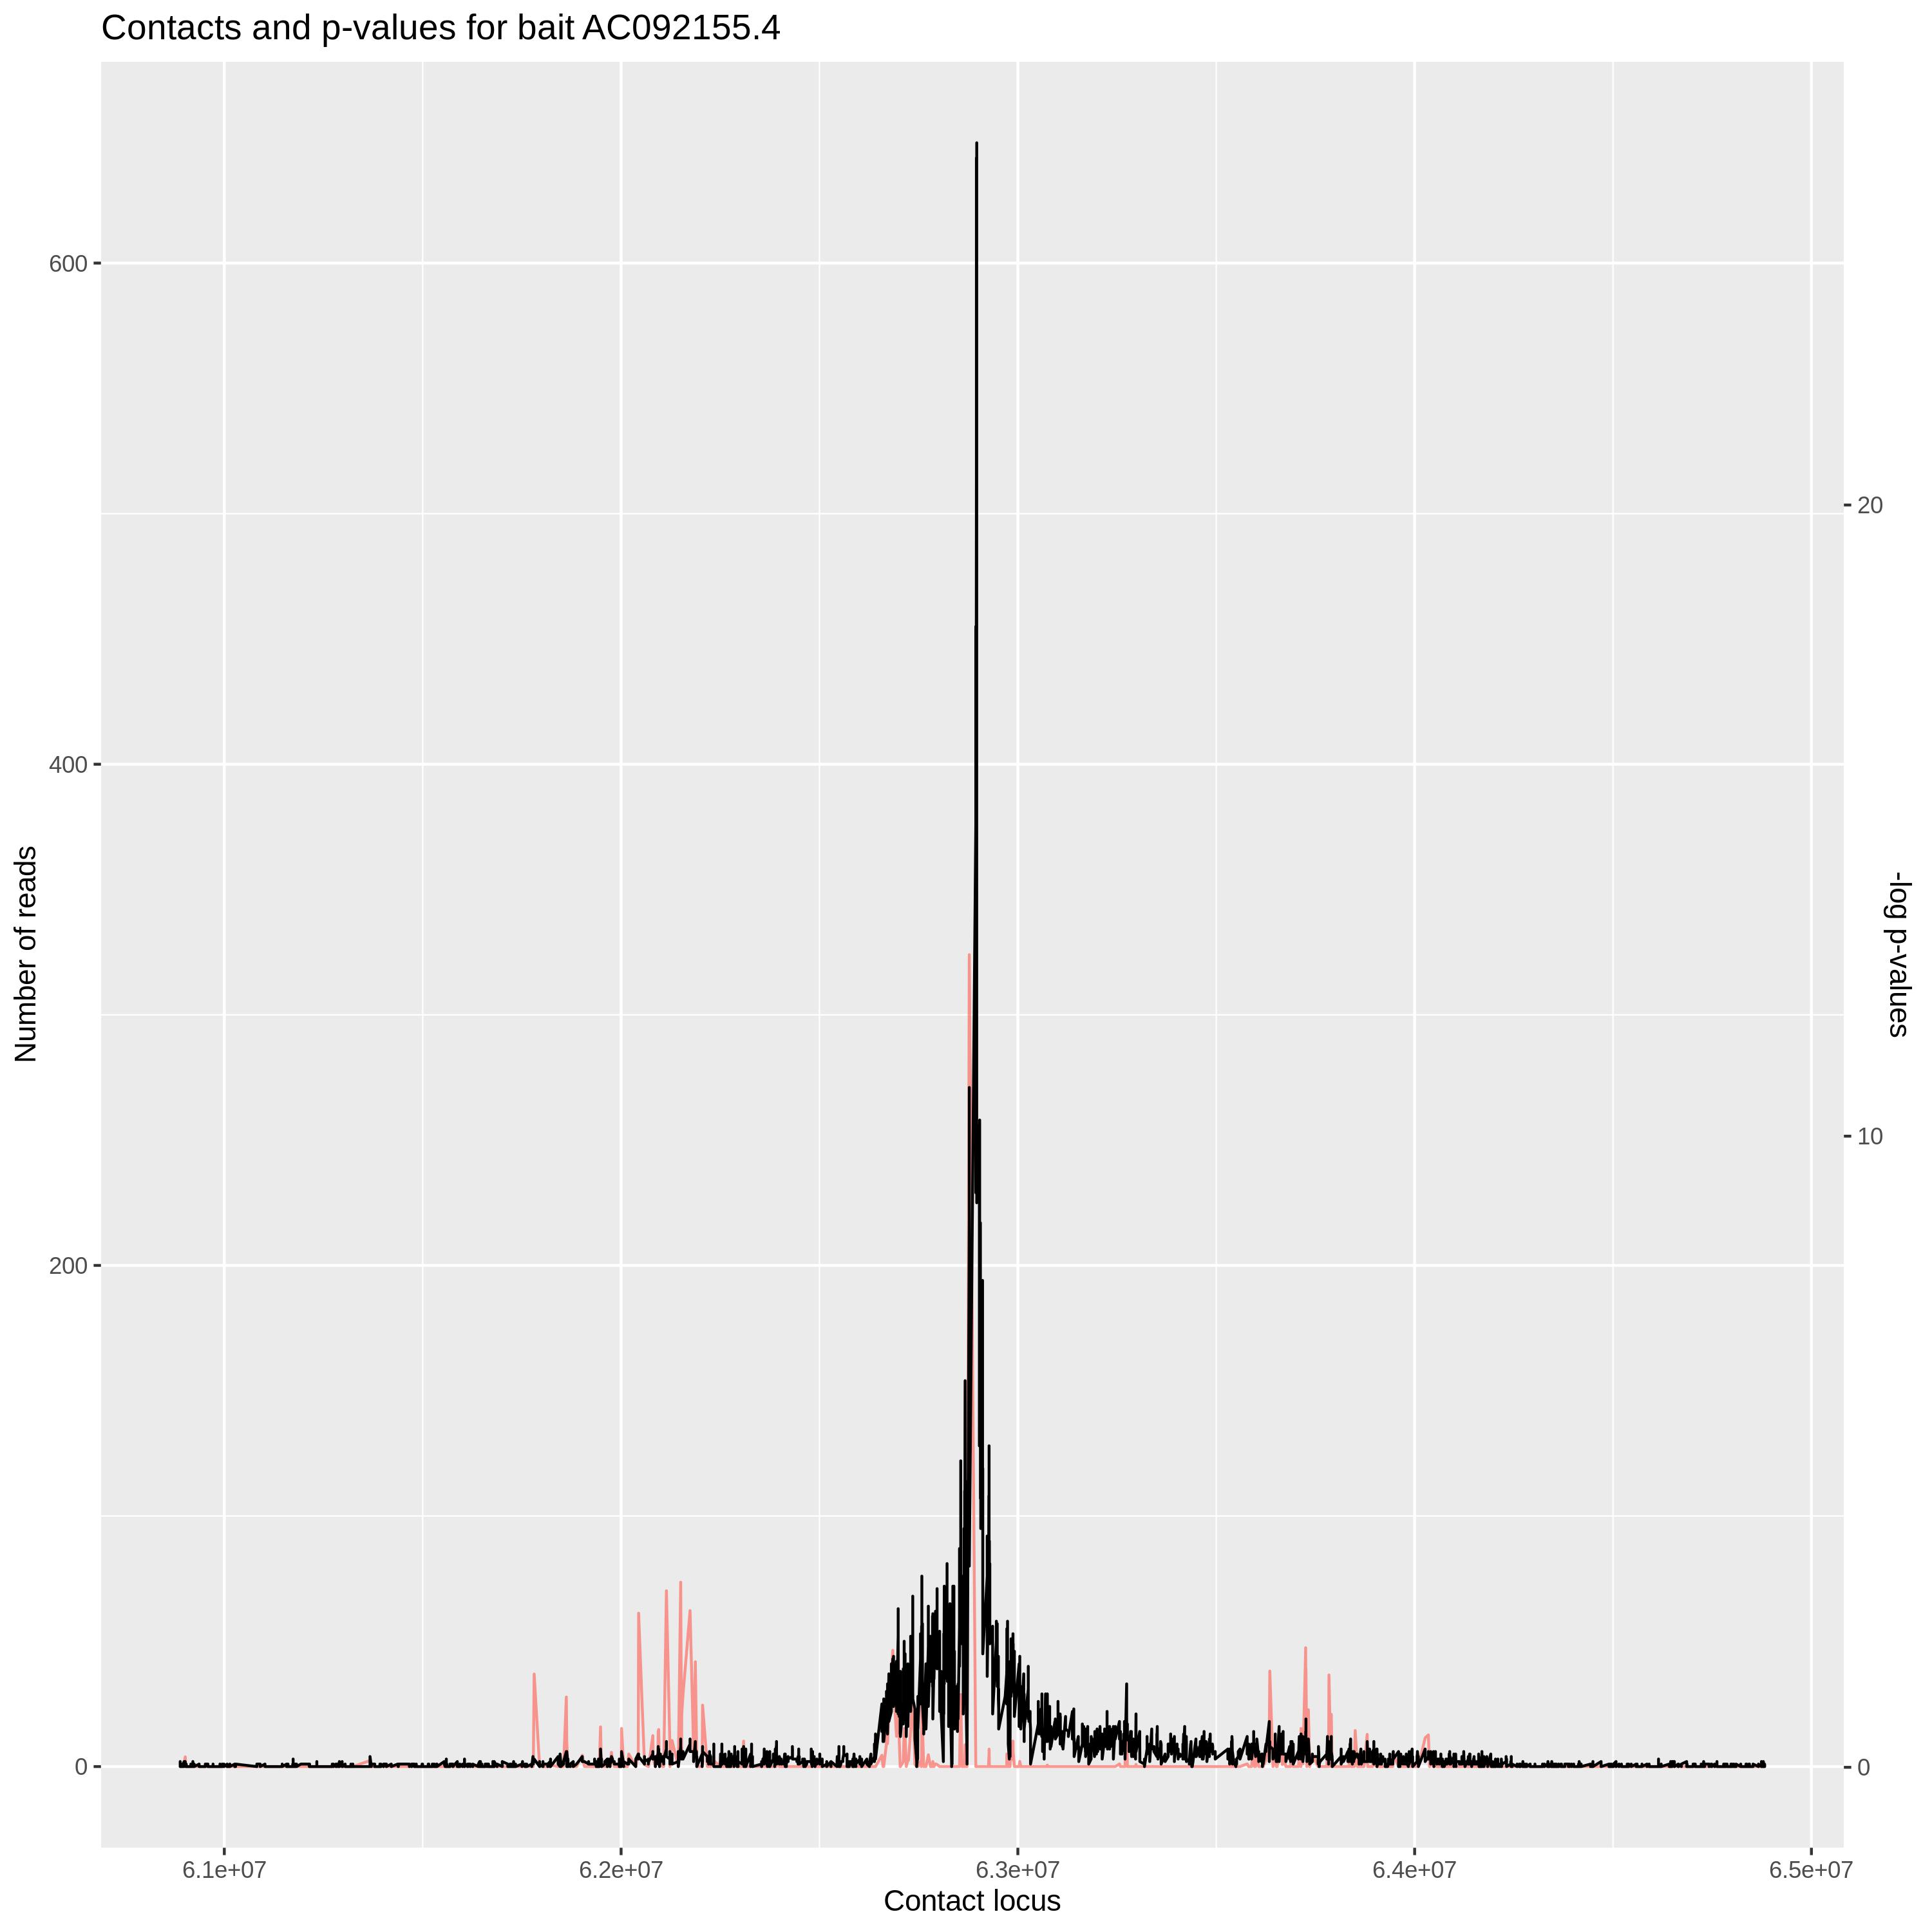 Contacts and p-values for bait AC092155.4
600
400
200
0
Number of reads
20
10
0
-log p-values
6.1e+07 6.2e+07 6.3e+07 6.4e+07 6.5e+07
Contact locus